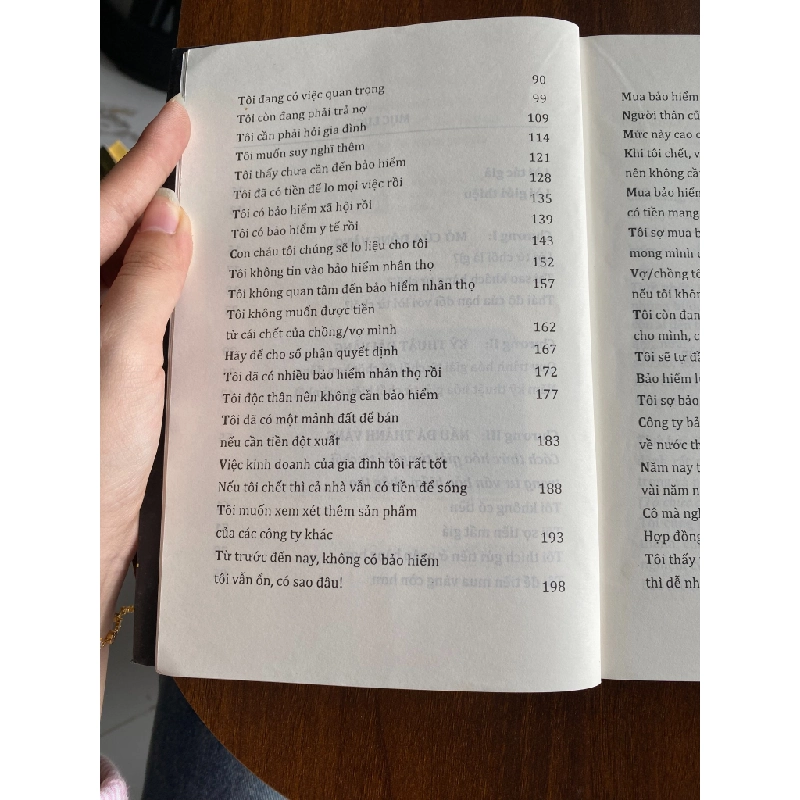 Tôi đang có việc quan trọng 90
Tôi còn đang phải trả nợ 99
Tôi cần phải hỏi gia đình 109
Tôi muốn suy nghĩ thêm 114
Tôi thấy chưa cần đến bảo hiểm 121
Tôi đã có tiền để lo mọi việc rồi 128
Tôi có bảo hiểm xã hội rồi 135
Tôi có bảo hiểm y tế rồi 139
Con cháu tôi chúng sẽ lo liệu cho tôi 143
Tôi không tin vào bảo hiểm nhân thọ 152
Tôi không quan tâm đến bảo hiểm nhân thọ 157
Tôi không muốn được tiền
từ cái chết của chồng/vợ mình 162
Hãy để cho số phận quyết định 167
Tôi đã có nhiều bảo hiểm nhân thọ rồi 172
Tôi độc thân nên không cần bảo hiểm 177
Tôi đã có một mảnh đất để bán
nếu cần tiền đột xuất 183
Việc kinh doanh của gia đình tôi rất tốt
Nếu tôi chết thì cả nhà vẫn có tiền để sống 188
Tôi muốn xem xét thêm sản phẩm
của các công ty khác 193
Từ trước đến nay, không có bảo hiểm
tôi vẫn ổn, có sao đâu! 198
Mua bảo hiểm
Người thân củ
Mức này cao
Khi tôi chết, v
nên không cầ
Mua bảo hiểm
có tiền mang
Tôi sợ mua b
mong mình
Vợ/chồng tô
nếu tôi khôn
Tôi còn đan
cho mình, c
Tôi sẽ tự đầ
Bảo hiểm l
Tôi sợ bảo
Công ty bả
về nước th
Năm nay t
vài năm n
Cô mà ng
Hợp đồng
Tôi thấy
thì dễ nh